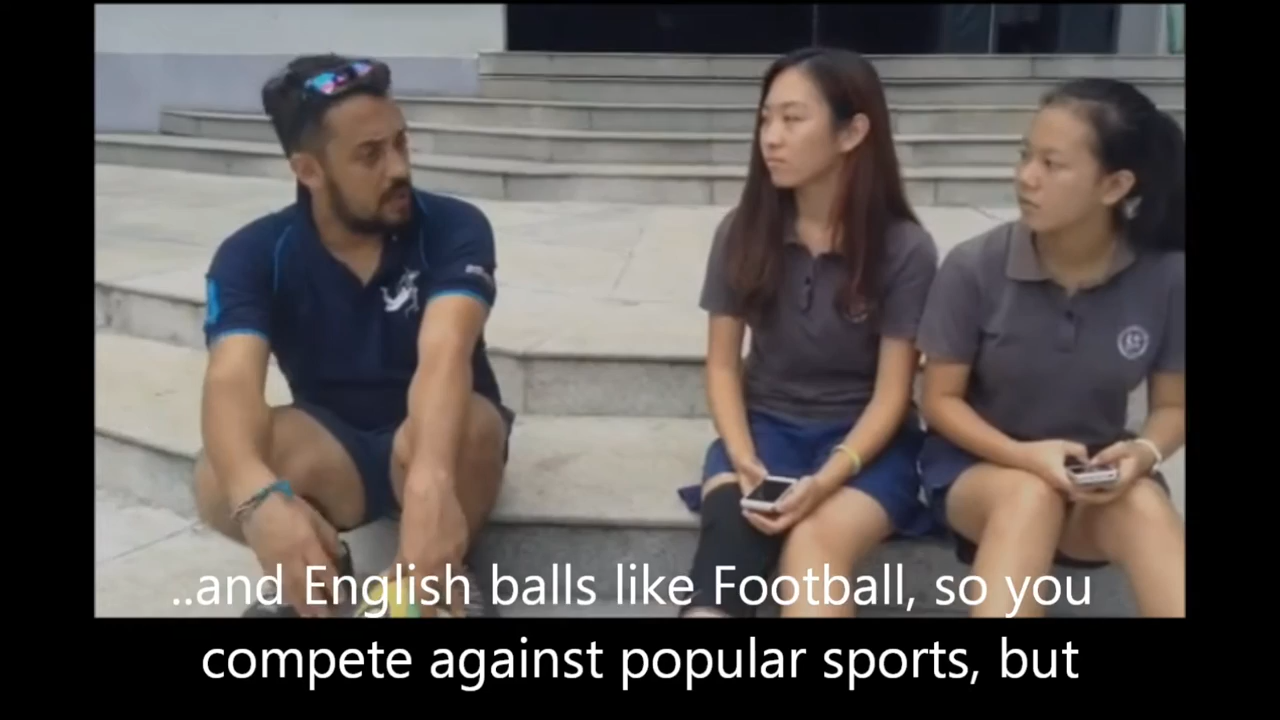 ..and English balls like Football, so you
compete against popular sports, but